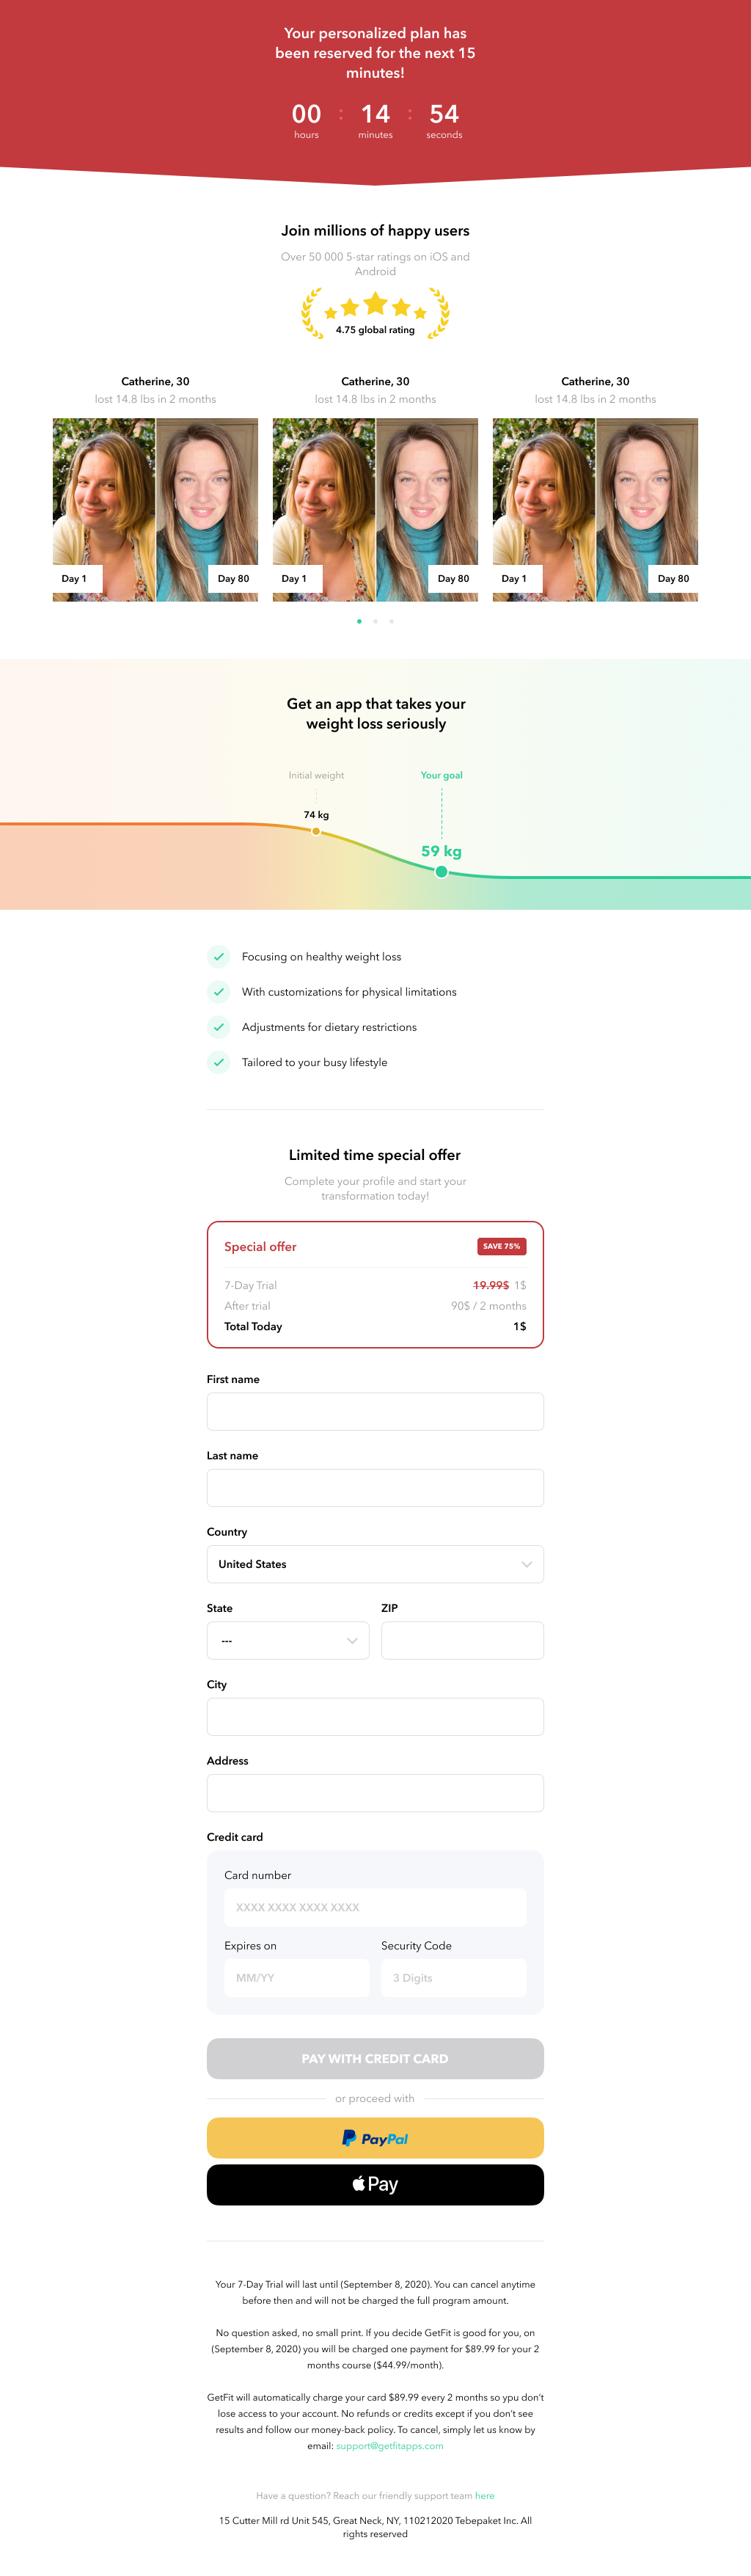 Your personalized plan has
been reserved for the next 15
minutes!
00 : 14 : 54
hours minutes seconds
Join millions of happy users
Over 50 000 5-star ratings on iOS and
Android
4.75 global rating
Catherine, 30 Catherine, 30 Catherine, 30
lost 14.8 lbs in 2 months lost 14.8 lbs in 2 months lost 14.8 lbs in 2 months
Day 1 Day 80 Day 1 Day 80 Day 1 Day 80
Get an app that takes your
weight loss seriously
Initial weight Your goal
74 kg
59 kg
Focusing on healthy weight loss
With customizations for physical limitations
Adjustments for dietary restrictions
Tailored to your busy lifestyle
Limited time special offer
Complete your profile and start your
transformation today!
Special offer SAVE 75%
7-Day Trial 19.99$ 1$
After trial 90$ / 2 months
Total Today 1$
First name
Last name
Country
United States
State ZIP
---
City
Address
Credit card
Card number
XXXX XXXX XXXX XXXX
Expires on Security Code
MM/YY 3 Digits
PAY WITH CREDIT CARD
or proceed with
PayPal
Pay
Your 7-Day Trial will last until (September 8, 2020). You can cancel anytime
before then and will not be charged the full program amount.
No question asked, no small print. If you decide GetFit is good for you, on
(September 8, 2020) you will be charged one payment for $89.99 for your 2
months course ($44.99/month).
GetFit will automatically charge your card $89.99 every 2 months so ypu don't
lose access to your account. No refunds or credits except if you don't see
results and follow our money-back policy. To cancel, simply let us know by
email: support@getfitapps.com
Have a question? Reach our friendly support team here
15 Cutter Mill rd Unit 545, Great Neck, NY, 110212020 Tebepaket Inc. All
rights reserved